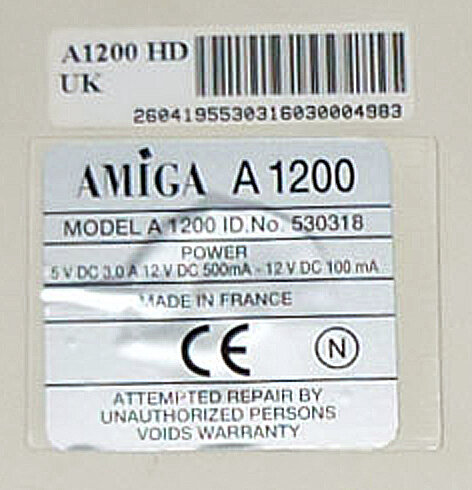 A1200 HD
UK
2604195530316030004983
AMIGA A 1200
MODEL A 1200 ID.No. 530318
POWER
5 V DC 3.0 A 12 V DC 500mA - 12 V DC 100 mA
MADE IN FRANCE
CE N
ATTEMPTED REPAIR BY
UNAUTHORIZED PERSONS
VOIDS WARRANTY